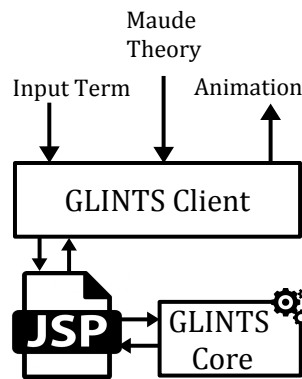 Maude
Theory
Input Term
Animation
GLINTS Client
JSP
GLINTS
Core